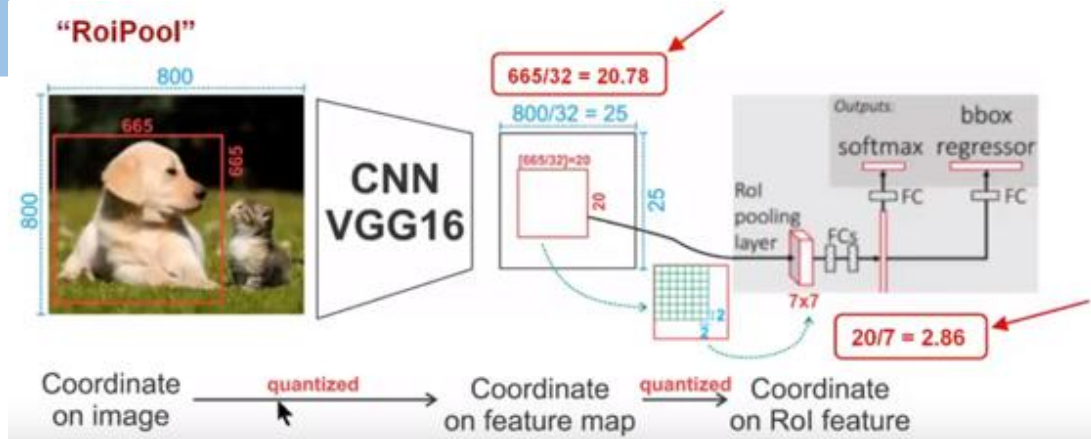 “RoiPool”
800
665
665
800
CNN
VGG16
665/32 = 20.78
800/32 = 25
[665/32]=20
20
25
Outputs:
bbox
softmax
regressor
FC
FC
RoI
pooling
layer
FCs
7x7
2
2
20/7 = 2.86
Coordinate
on image
quantized
Coordinate
on feature map
quantized
Coordinate
on RoI feature